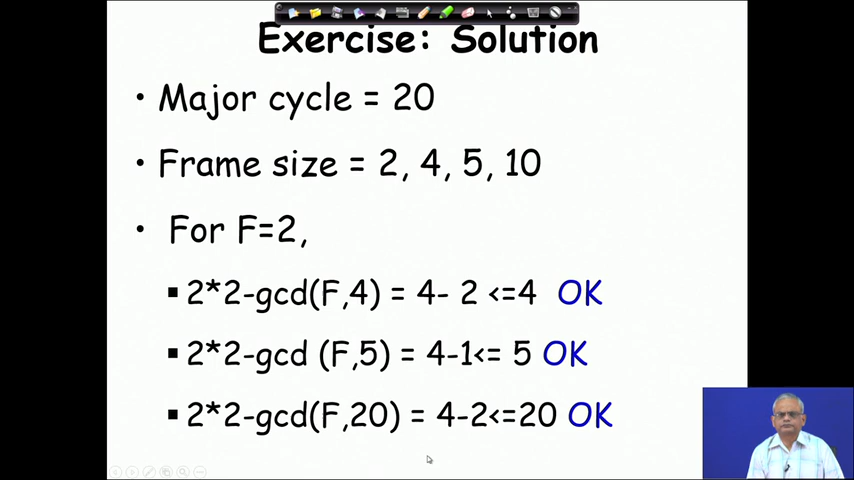 Exercise: Solution
• Major cycle = 20
• Frame size = 2, 4, 5, 10
• For F=2,
▪ 2*2-gcd(F,4) = 4- 2 <=4 OK
▪ 2*2-gcd (F,5) = 4-1<= 5 OK
▪ 2*2-gcd(F,20) = 4-2<=20 OK